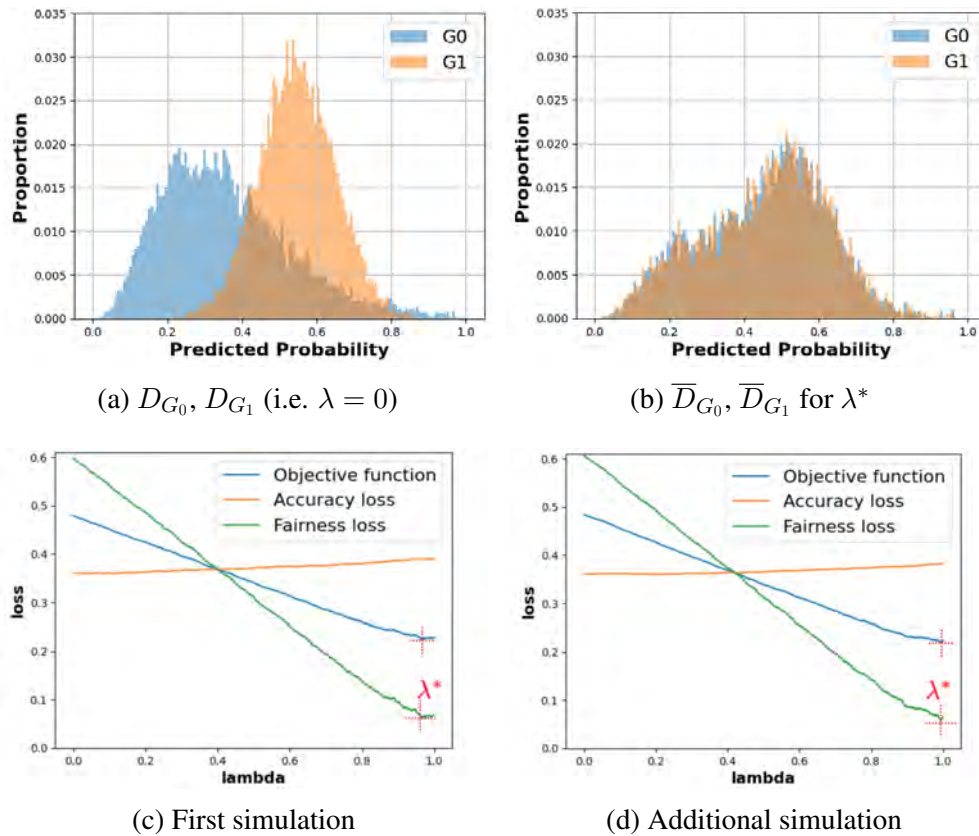 0.035
0.030
0.025
0.020
0.015
0.010
0.005
0.000
Proportion
G0
G1
0.0 0.2 0.4 0.6 0.8 1.0
Predicted Probability
(a) D_{G_0}, D_{G_1} (i.e. λ = 0)
0.035
0.030
0.025
0.020
0.015
0.010
0.005
0.000
Proportion
G0
G1
0.0 0.2 0.4 0.6 0.8 1.0
Predicted Probability
(b) \overline{D}_{G_0}, \overline{D}_{G_1} for λ*
0.6
0.5
0.4
0.3
0.2
0.1
0.0
loss
Objective function
Accuracy loss
Fairness loss
λ*
0.0 0.2 0.4 0.6 0.8 1.0
lambda
(c) First simulation
0.6
0.5
0.4
0.3
0.2
0.1
0.0
loss
Objective function
Accuracy loss
Fairness loss
λ*
0.0 0.2 0.4 0.6 0.8 1.0
lambda
(d) Additional simulation